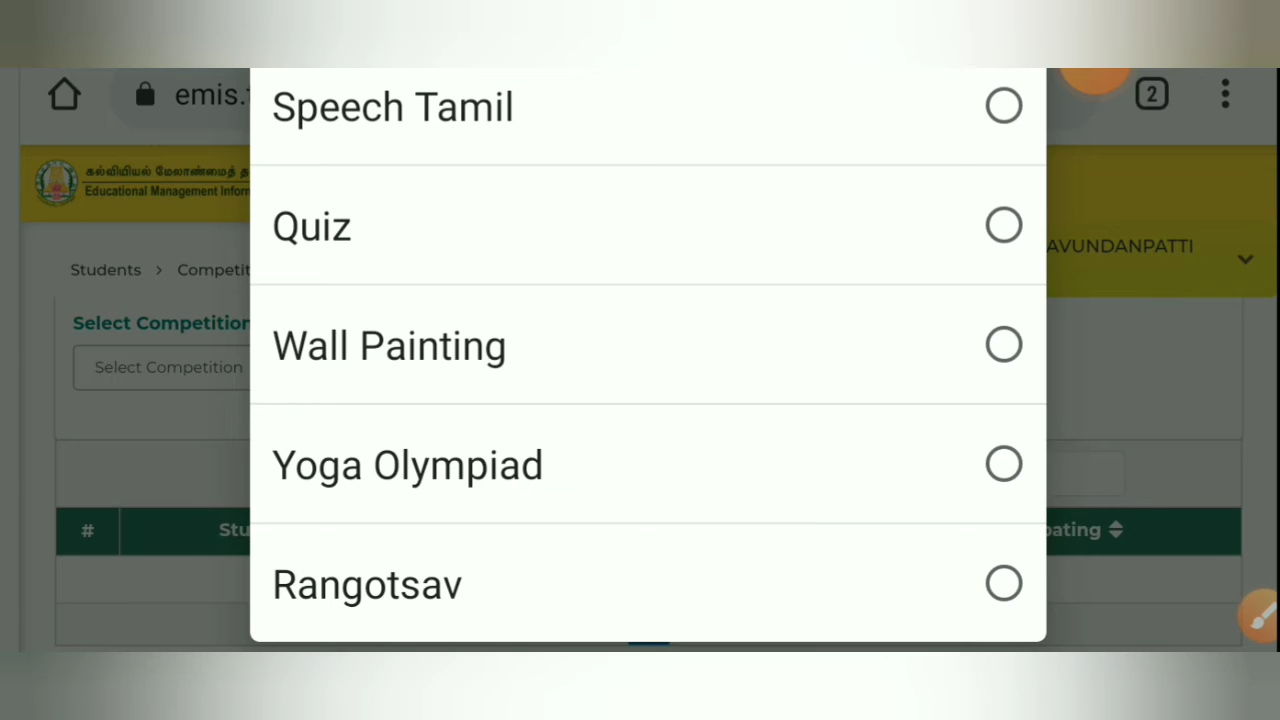 emis.
2
Speech Tamil
கல்வியியல் மேலாண்மைத் த
Educational Management Inform
Quiz
AVUNDANPATTI
Students > Competit
Select Competition
Select Competition
Wall Painting
Yoga Olympiad
# Stu pating
Rangotsav